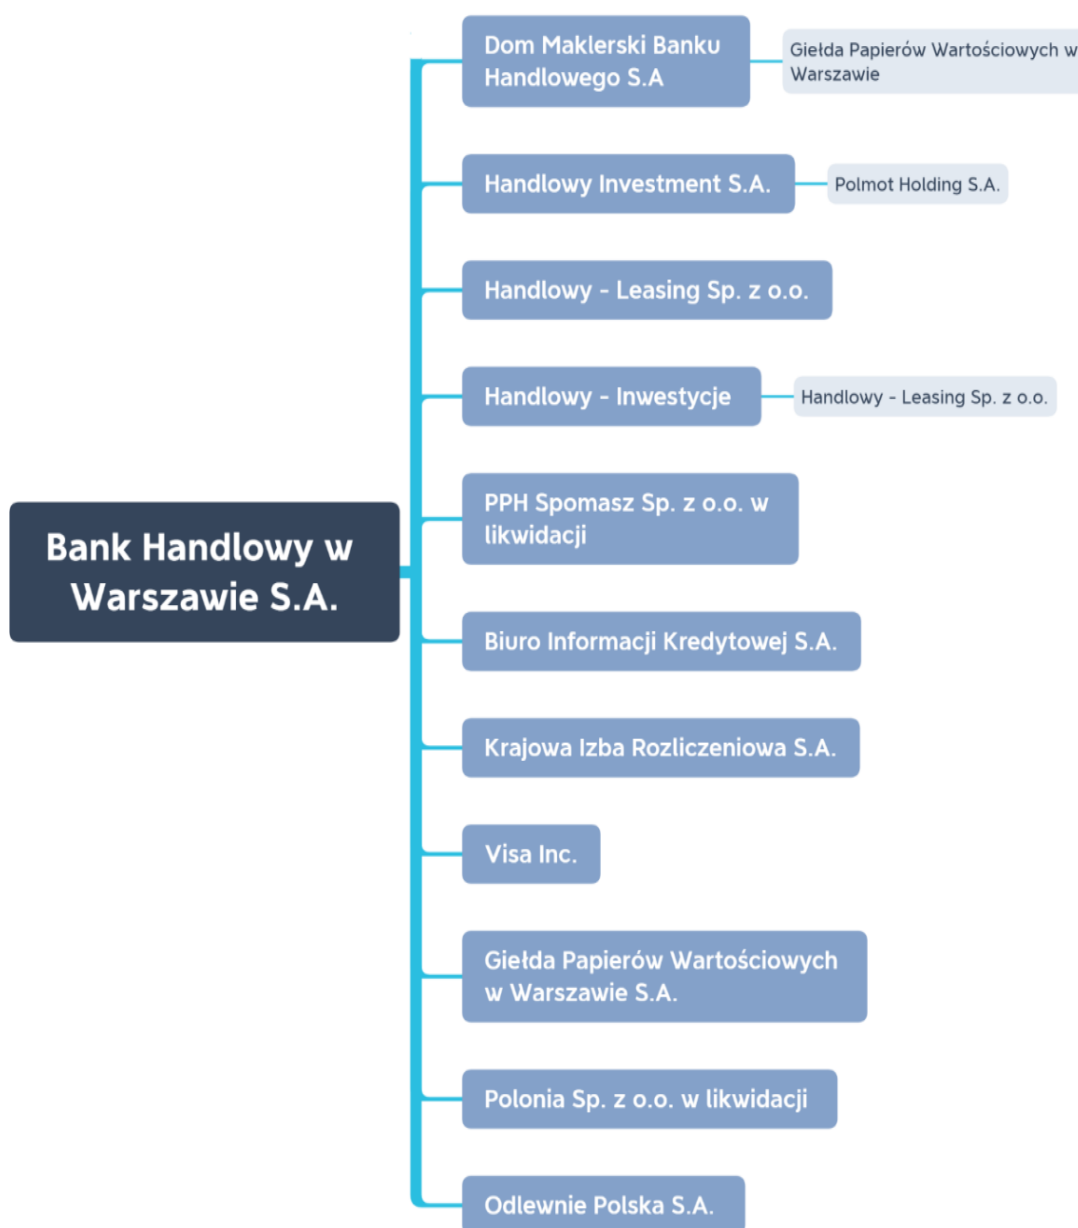 Dom Maklerski Banku
Handlowego S.A
Giełda Papierów Wartościowych w
Warszawie
Handlowy Investment S.A.
Polmot Holding S.A.
Handlowy - Leasing Sp. z o.o.
Handlowy - Inwestycje
Handlowy - Leasing Sp. z o.o.
PPH Spomasz Sp. z o.o. w
likwidacji
Bank Handlowy w
Warszawie S.A.
Biuro Informacji Kredytowej S.A.
Krajowa Izba Rozliczeniowa S.A.
Visa Inc.
Giełda Papierów Wartościowych
w Warszawie S.A.
Polonia Sp. z o.o. w likwidacji
Odlewnie Polska S.A.